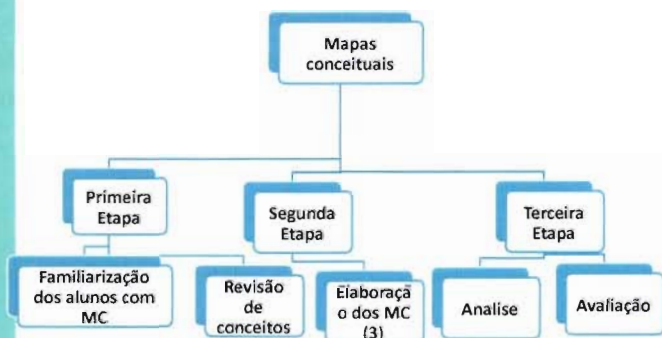 Mapas
conceituais
Primeira
Etapa
Segunda
Etapa
Terceira
Etapa
Familiarização
dos alunos com
MC
Revisão
de
conceitos
Elaboraçã
o dos MC
(3)
Analise
Avaliação